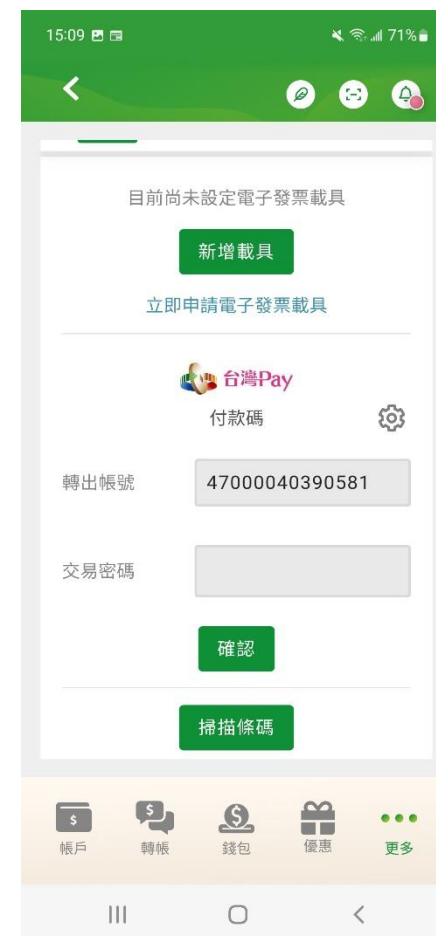 15:09
71%
目前尚未設定電子發票載具
新增載具
立即申請電子發票載具
台灣Pay
付款碼
轉出帳號
47000040390581
交易密碼
確認
掃描條碼
帳戶 轉帳 錢包 優惠 更多